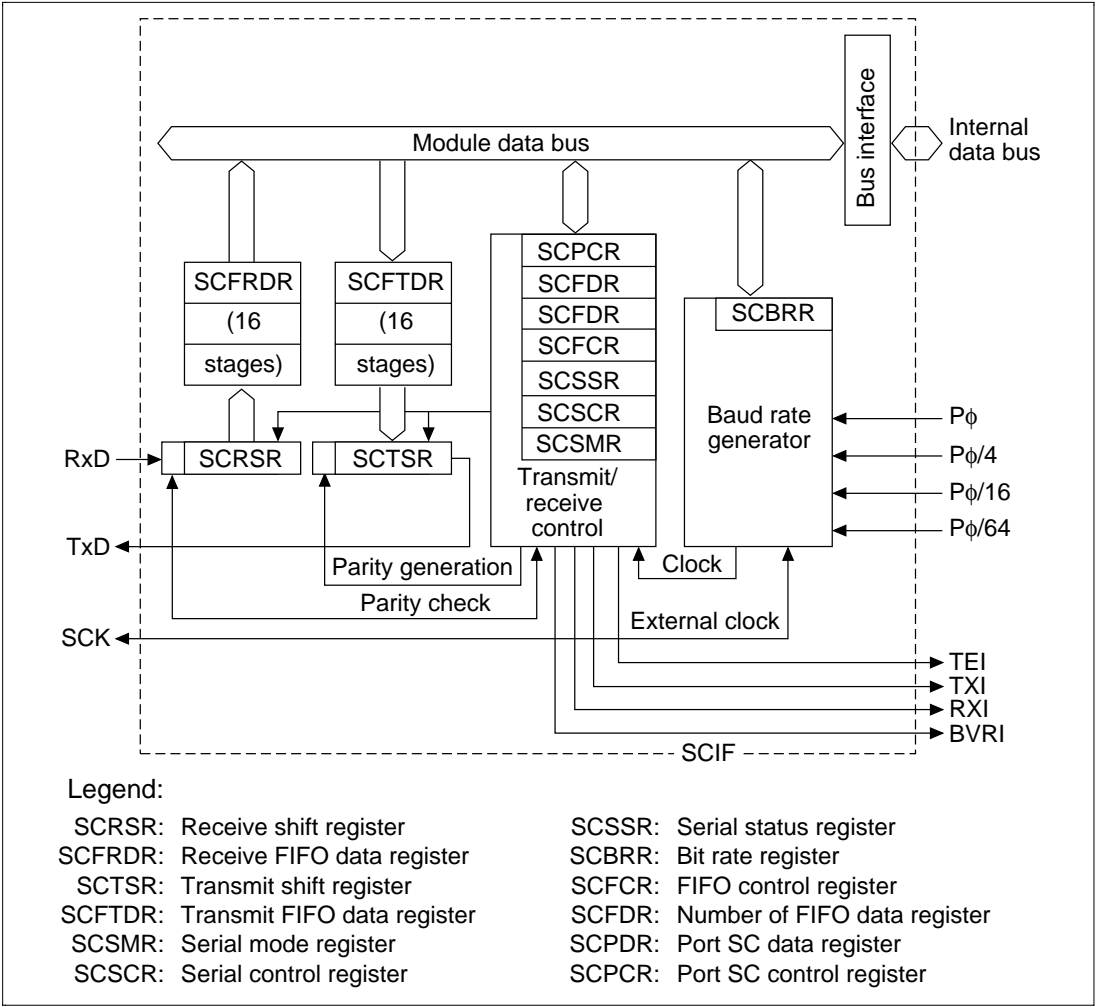 Module data bus
Bus interface
Internal
data bus
SCFRDR
(16
stages)
SCFTDR
(16
stages)
SCPCR
SCFDR
SCFDR
SCFCR
SCSSR
SCSCR
SCSMR
Transmit/
receive
control
SCBRR
Baud rate
generator
Pϕ
Pϕ/4
Pϕ/16
Pϕ/64
RxD
SCRSR
SCTSR
TxD
Parity generation
Parity check
Clock
SCK
External clock
TEI
TXI
RXI
BVRI
SCIF
Legend:
SCRSR: Receive shift register
SCFRDR: Receive FIFO data register
SCTSR: Transmit shift register
SCFTDR: Transmit FIFO data register
SCSMR: Serial mode register
SCSCR: Serial control register
SCSSR: Serial status register
SCBRR: Bit rate register
SCFCR: FIFO control register
SCFDR: Number of FIFO data register
SCPDR: Port SC data register
SCPCR: Port SC control register